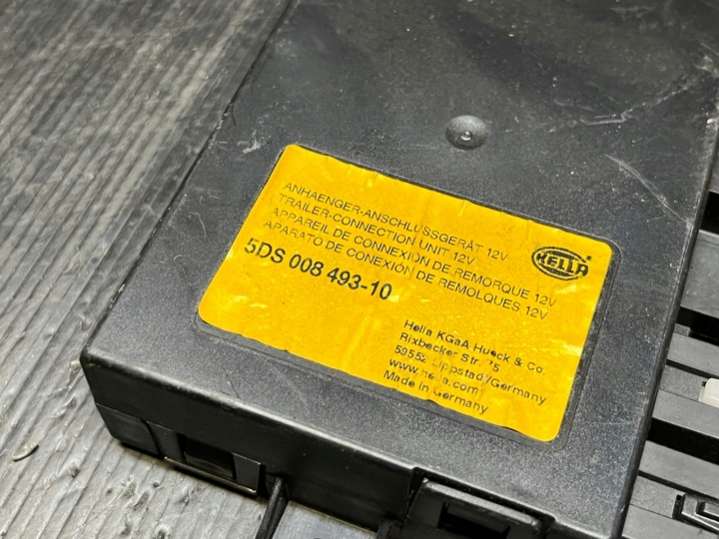 ANHAENGER-ANSCHLUSSGERÄT 12V
TRAILER-CONNECTION UNIT 12V
APPAREIL DE CONNEXION DE REMORQUE 12V
APARATO DE CONEXIÓN DE REMOLQUES 12V
5DS 008 493-10
HELLA
Hella KGaA Hueck & Co.
Rixbecker Str. 75
59552 Lippstadt/Germany
www.hella.com
Made in Germany